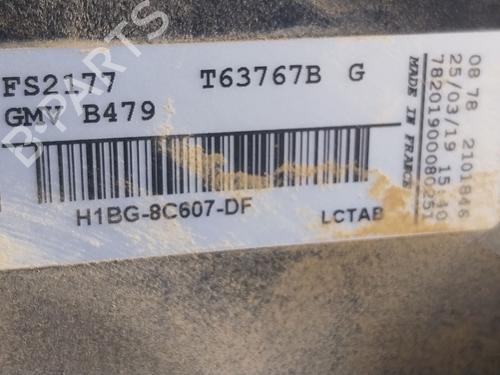 FS2177 T63767B G
GMV B479
H1BG-8C607-DF LCTAB
MADE IN FRANCE
08 78 2101846
25/03/19 15:40
B-PARTS